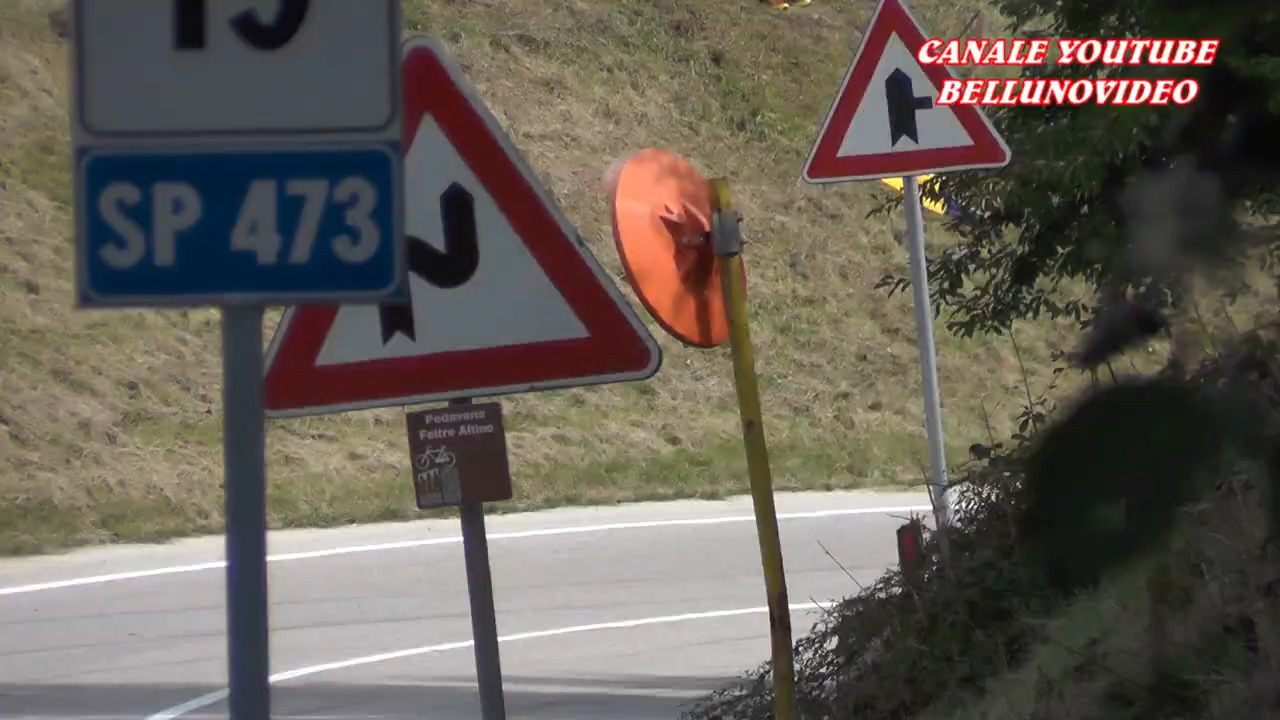 CANALE YOUTUBE
BELLUNOVIDEO
SP 473
Pedavena
Feltre Altino